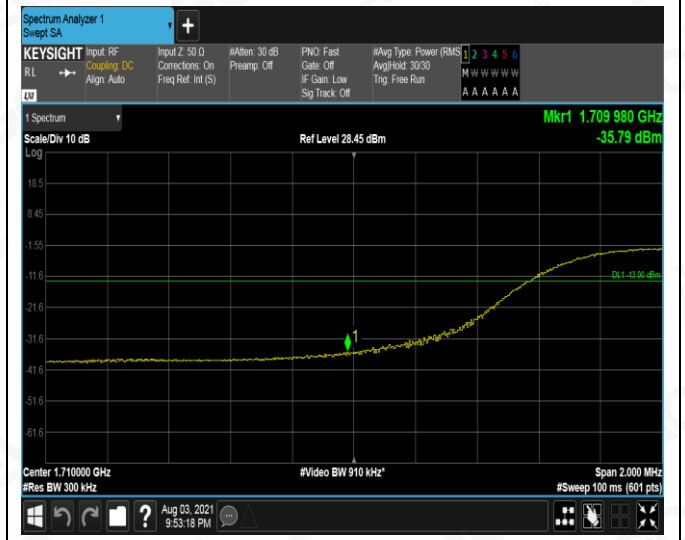 Spectrum Analyzer 1
Swept SA
+
KEYSIGHT
RL
LXI
Input: RF
Coupling: DC
Align: Auto
Input Z: 50 Ω
Corrections: On
Freq Ref: Int (S)
#Atten: 30 dB
Preamp: Off
PNO: Fast
Gate: Off
IF Gain: Low
Sig Track: Off
#Avg Type: Power (RMS
Avg|Hold: 30/30
Trig: Free Run
1 2 3 4 5 6
M W W W W W
A A A A A A
1 Spectrum
Scale/Div 10 dB
Log
Ref Level 28.45 dBm
Mkr1 1.709 980 GHz
-35.79 dBm
18.5
8.45
-1.55
-11.6
DL1 -13.00 dBm
-21.6
-31.6
1
-41.6
-51.6
-61.6
Center 1.710000 GHz
#Res BW 300 kHz
#Video BW 910 kHz*
Span 2.000 MHz
#Sweep 100 ms (601 pts)
?
Aug 03, 2021
9:53:18 PM